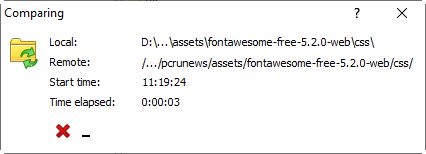 Comparing
Local: D:\...\assets\fontawesome-free-5.2.0-web\css\
Remote: /.../pcrunews/assets/fontawesome-free-5.2.0-web/css/
Start time: 11:19:24
Time elapsed: 0:00:03